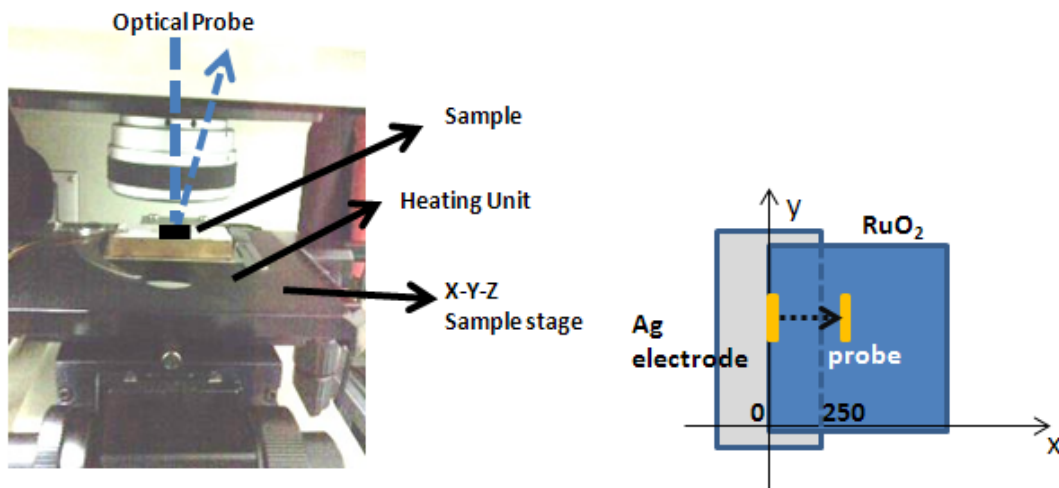 Optical Probe
Sample
Heating Unit
X-Y-Z
Sample stage
y
RuO₂
Ag
electrode
probe
0
250
x